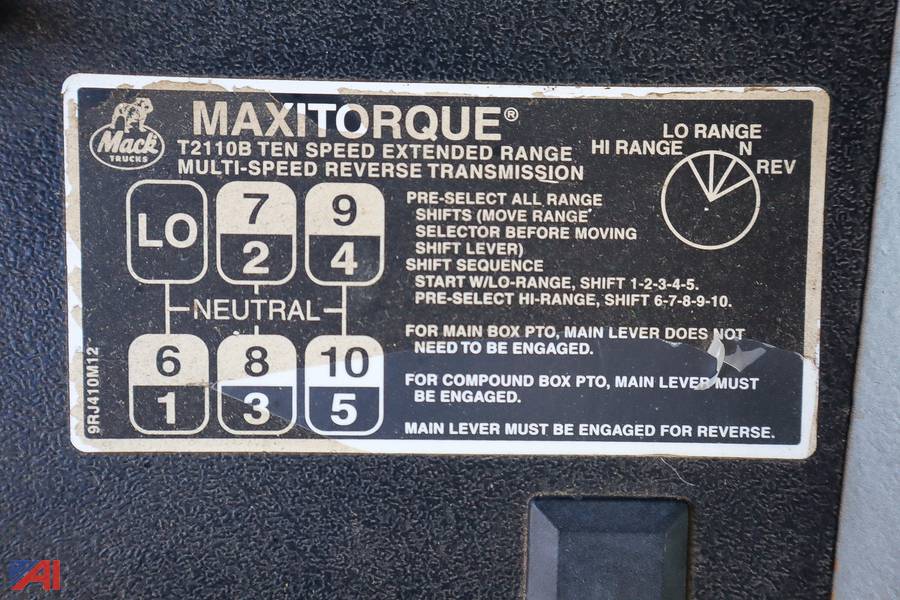 Mack
TRUCKS
MAXITORQUE®
T2110B TEN SPEED EXTENDED RANGE
MULTI-SPEED REVERSE TRANSMISSION
LO RANGE
HI RANGE
N
REV
LO
7
2
9
4
NEUTRAL
6
1
8
3
10
5
PRE-SELECT ALL RANGE
SHIFTS (MOVE RANGE
SELECTOR BEFORE MOVING
SHIFT LEVER)
SHIFT SEQUENCE
START W/LO-RANGE, SHIFT 1-2-3-4-5.
PRE-SELECT HI-RANGE, SHIFT 6-7-8-9-10.
FOR MAIN BOX PTO, MAIN LEVER DOES NOT
NEED TO BE ENGAGED.
FOR COMPOUND BOX PTO, MAIN LEVER MUST
BE ENGAGED.
MAIN LEVER MUST BE ENGAGED FOR REVERSE.
9RJ410M12
AI